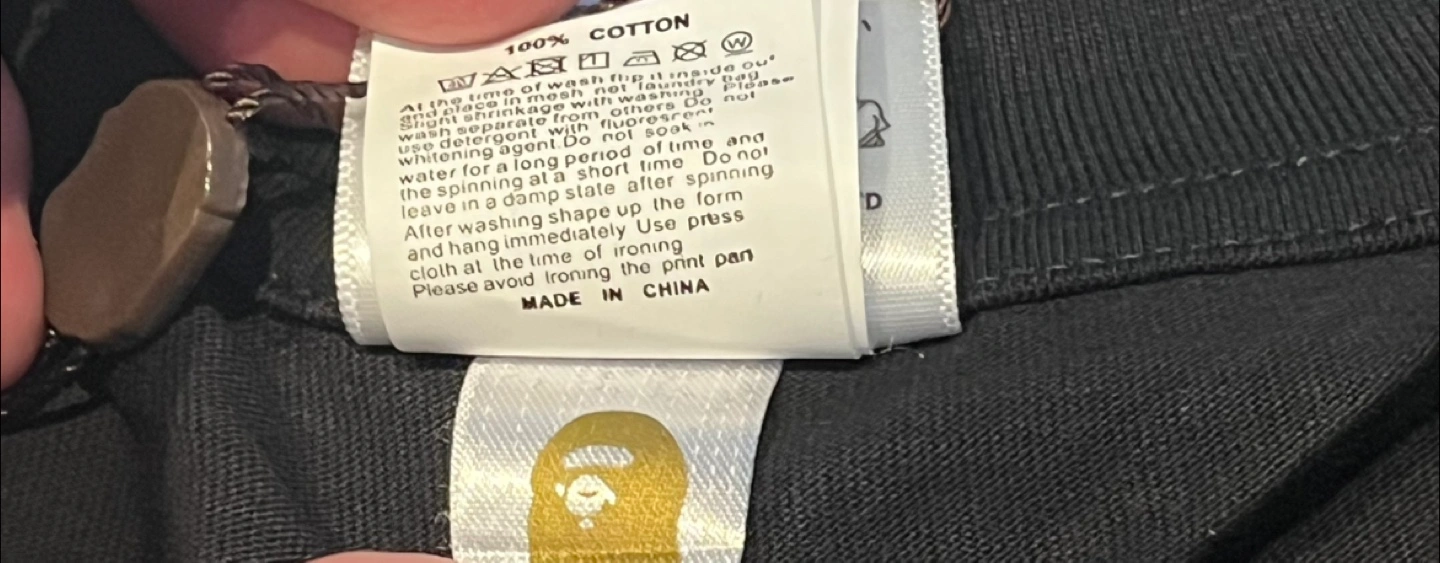 100% COTTON
W
At the time of wash flip it inside out
and place in mesh net laundry bag
Slight shrinkage with washing Please
wash separate from others Do not
use detergent with fluorescent
whitening agent.Do not soak in
water for a long period of time and
the spinning at a short time Do not
leave in a damp state after spinning
After washing shape up the form
and hang immediately Use press
cloth at the time of ironing
Please avoid Ironing the print part
MADE IN CHINA
D